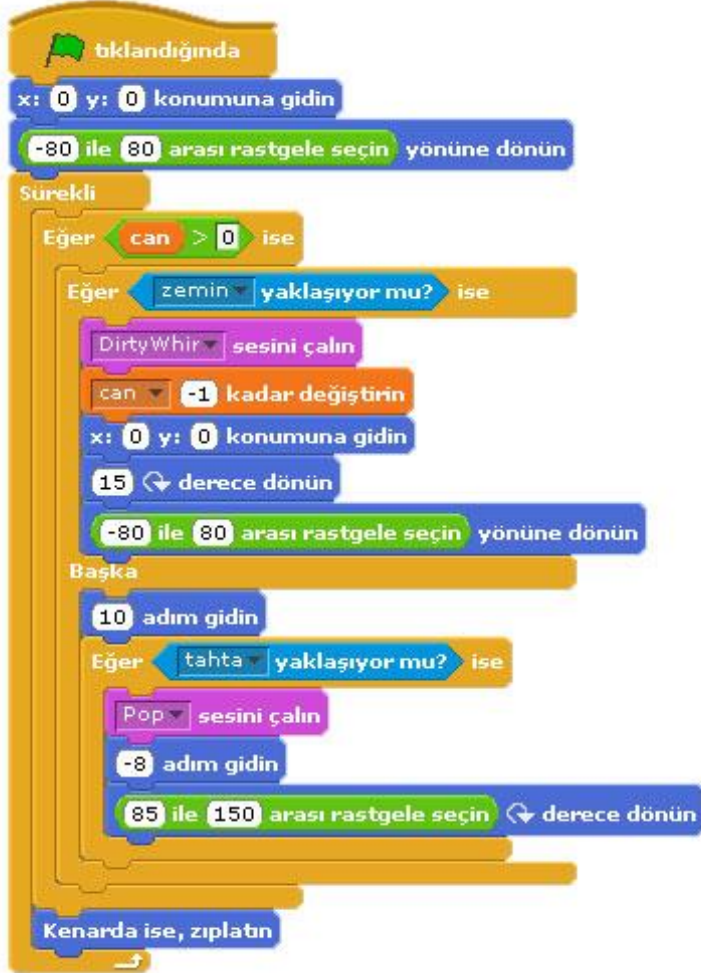 tıklandığında
x: 0 y: 0 konumuna gidin
-80 ile 80 arası rastgele seçin yönüne dönün
Sürekli
Eğer can > 0 ise
Eğer zemin yaklaşıyor mu? ise
DirtyWhir sesini çalın
can -1 kadar değiştirin
x: 0 y: 0 konumuna gidin
15 derece dönün
-80 ile 80 arası rastgele seçin yönüne dönün
Başka
10 adım gidin
Eğer tahta yaklaşıyor mu? ise
Pop sesini çalın
-8 adım gidin
85 ile 150 arası rastgele seçin derece dönün
Kenarda ise, zıplatın